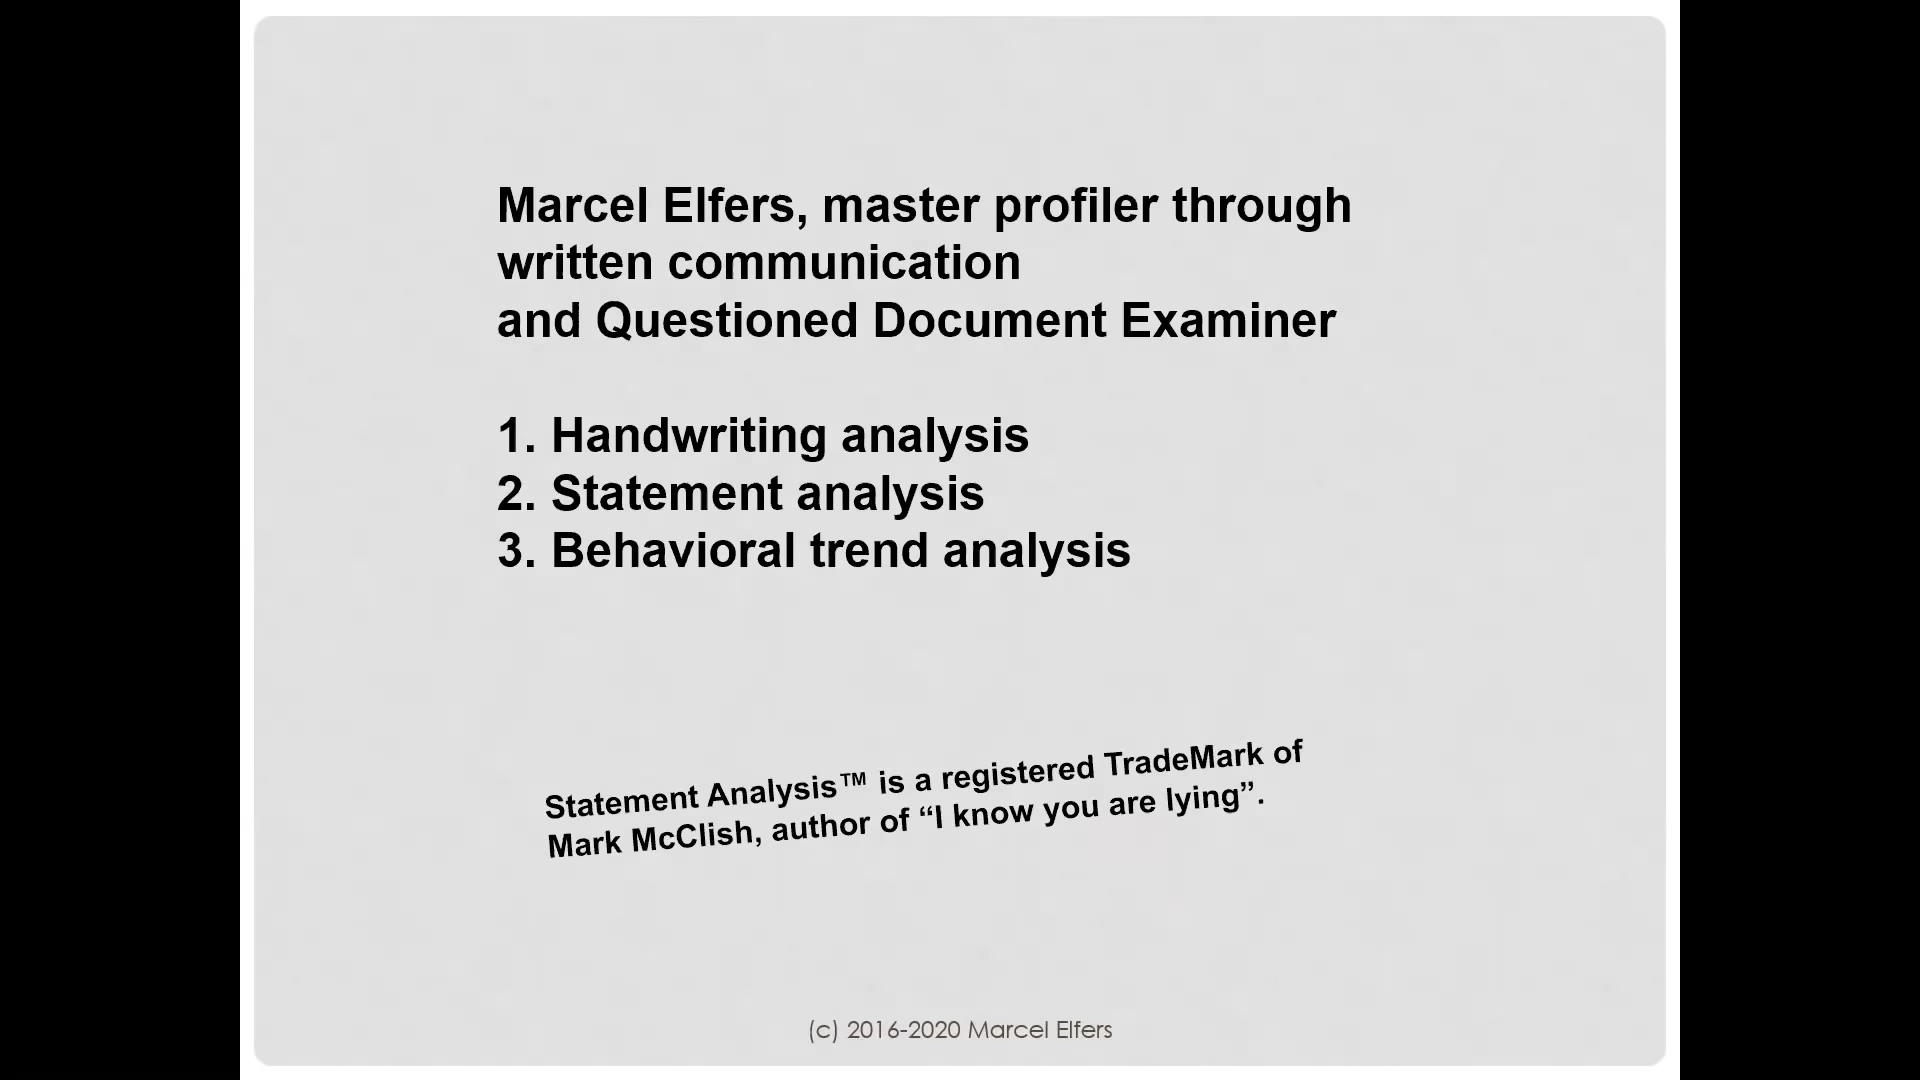 Marcel Elfers, master profiler through
written communication
and Questioned Document Examiner
1. Handwriting analysis
2. Statement analysis
3. Behavioral trend analysis
Statement Analysis™ is a registered TradeMark of
Mark McClish, author of “I know you are lying”.
(c) 2016-2020 Marcel Elfers